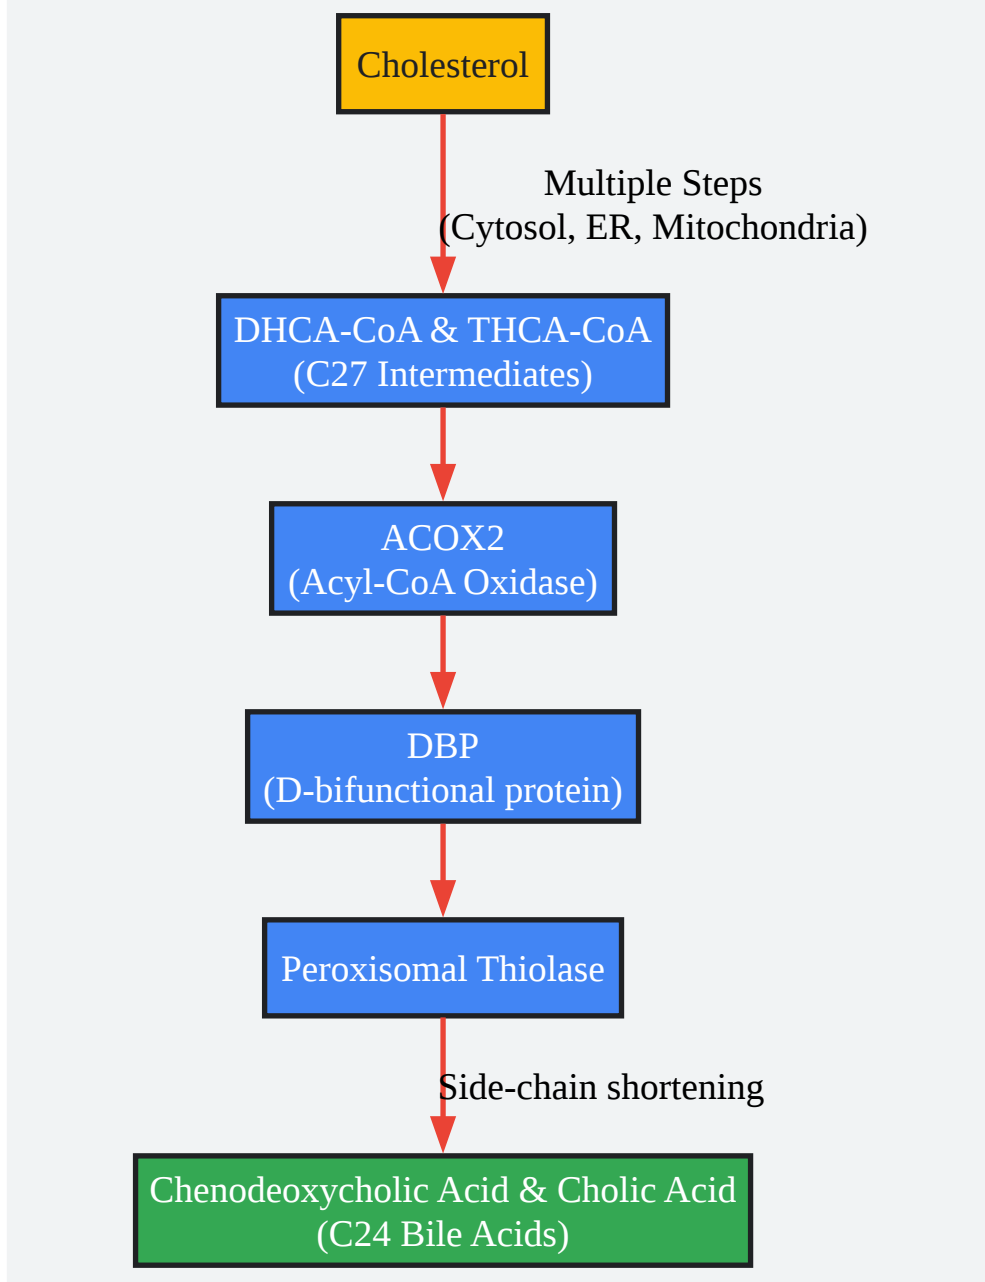 Cholesterol
Multiple Steps
(Cytosol, ER, Mitochondria)
DHCA-CoA & THCA-CoA
(C27 Intermediates)
ACOX2
(Acyl-CoA Oxidase)
DBP
(D-bifunctional protein)
Peroxisomal Thiolase
Side-chain shortening
Chenodeoxycholic Acid & Cholic Acid
(C24 Bile Acids)